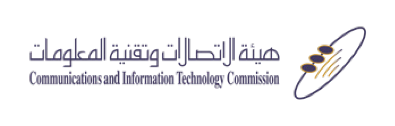 هيئة الاتصالات وتقنية المعلومات
Communications and Information Technology Commission